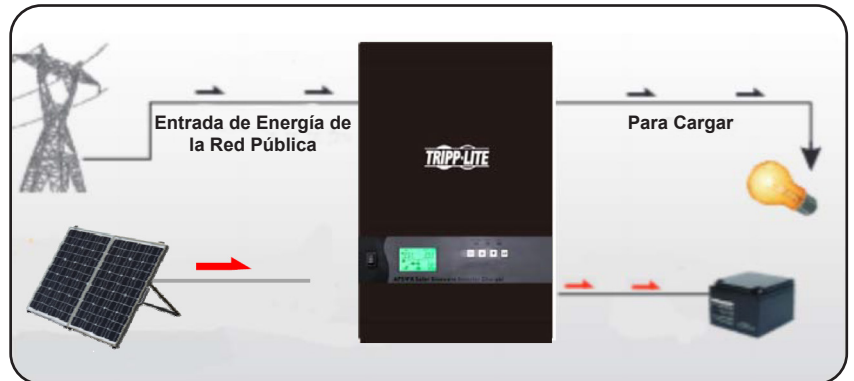 Entrada de Energía de
la Red Pública
Para Cargar
TRIPP·LITE